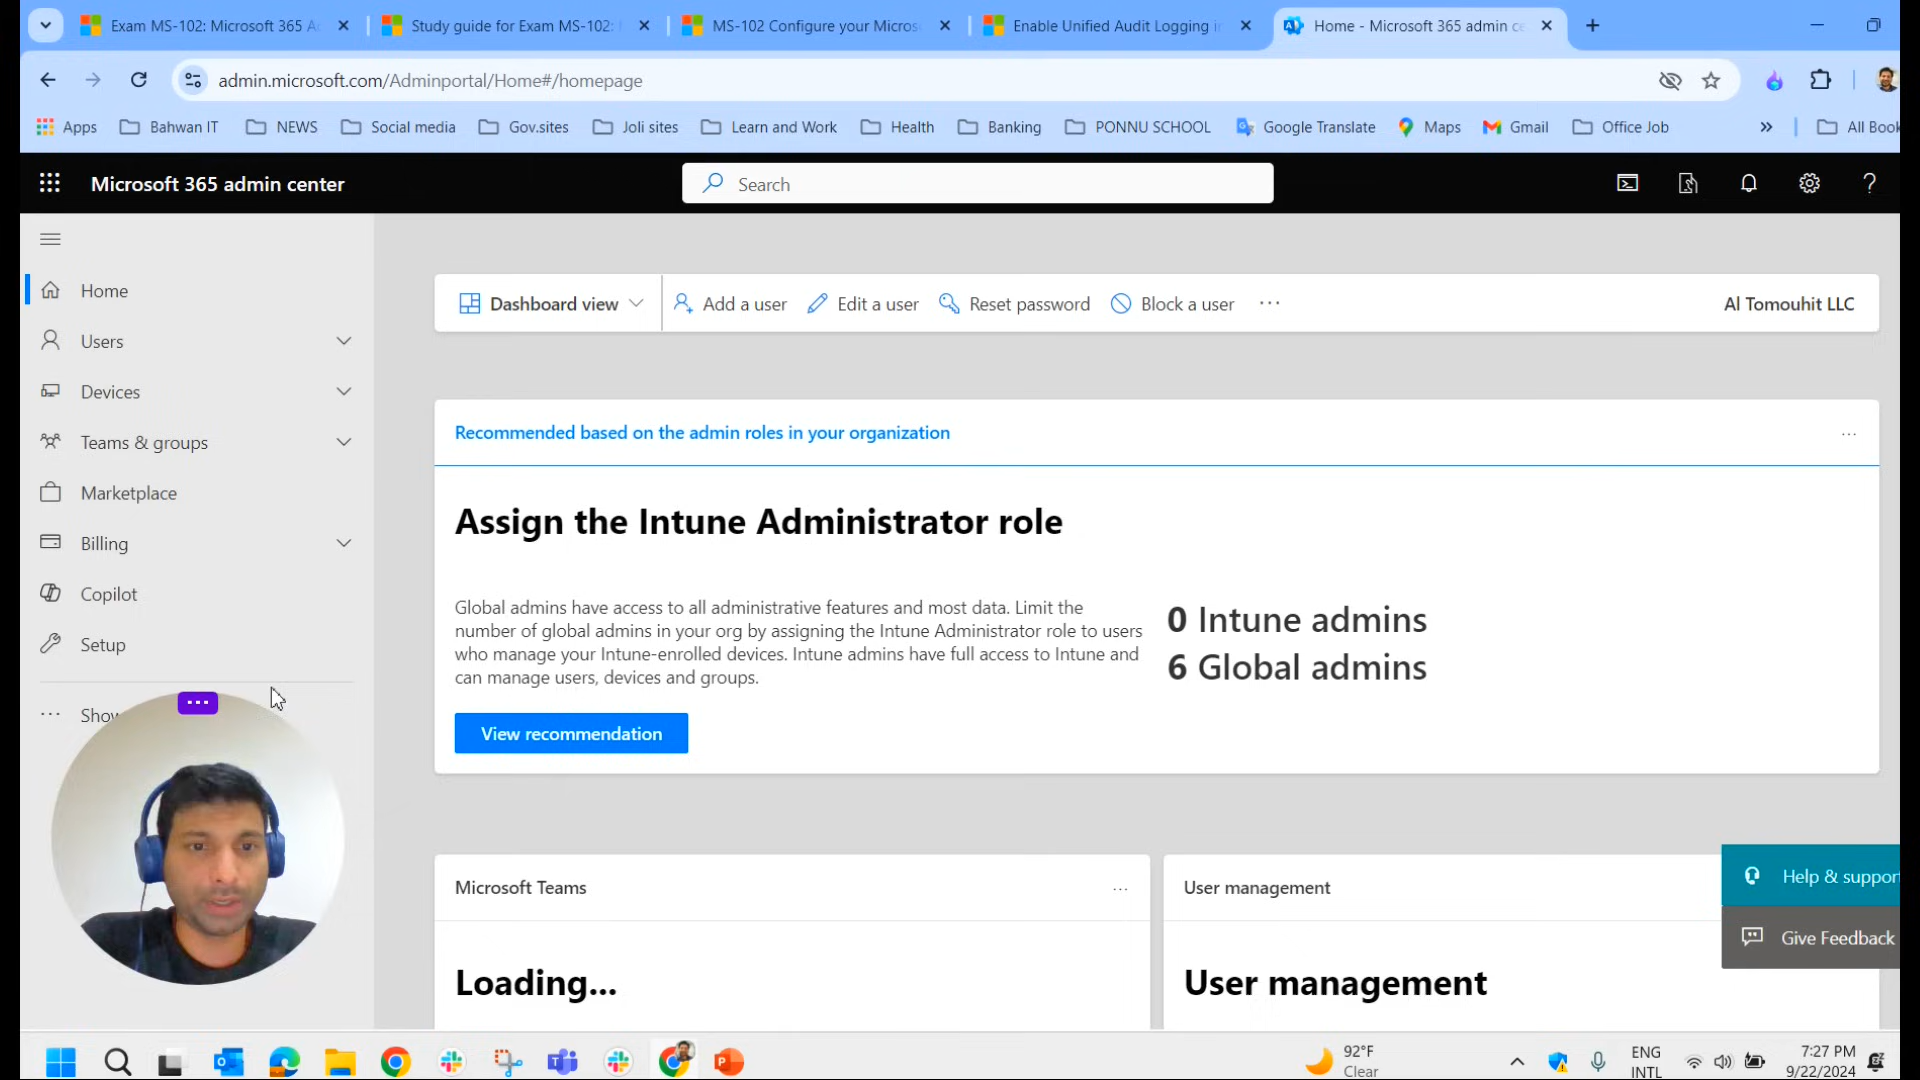 Exam MS-102: Microsoft 365 A
Study guide for Exam MS-102:
MS-102 Configure your Micros
Enable Unified Audit Logging i
Home - Microsoft 365 admin ce
admin.microsoft.com/Adminportal/Home#/homepage
Apps
Bahwan IT
NEWS
Social media
Gov.sites
Joli sites
Learn and Work
Health
Banking
PONNU SCHOOL
Google Translate
Maps
Gmail
Office Job
All Book
Microsoft 365 admin center
Search
Home
Users
Devices
Teams & groups
Marketplace
Billing
Copilot
Setup
Show
Dashboard view
Add a user
Edit a user
Reset password
Block a user
Al Tomouhit LLC
Recommended based on the admin roles in your organization
Assign the Intune Administrator role
Global admins have access to all administrative features and most data. Limit the
number of global admins in your org by assigning the Intune Administrator role to users
who manage your Intune-enrolled devices. Intune admins have full access to Intune and
can manage users, devices and groups.
0 Intune admins
6 Global admins
View recommendation
Microsoft Teams
Loading...
User management
User management
Help & suppor
Give Feedback
92°F
Clear
ENG
INTL
7:27 PM
9/22/2024